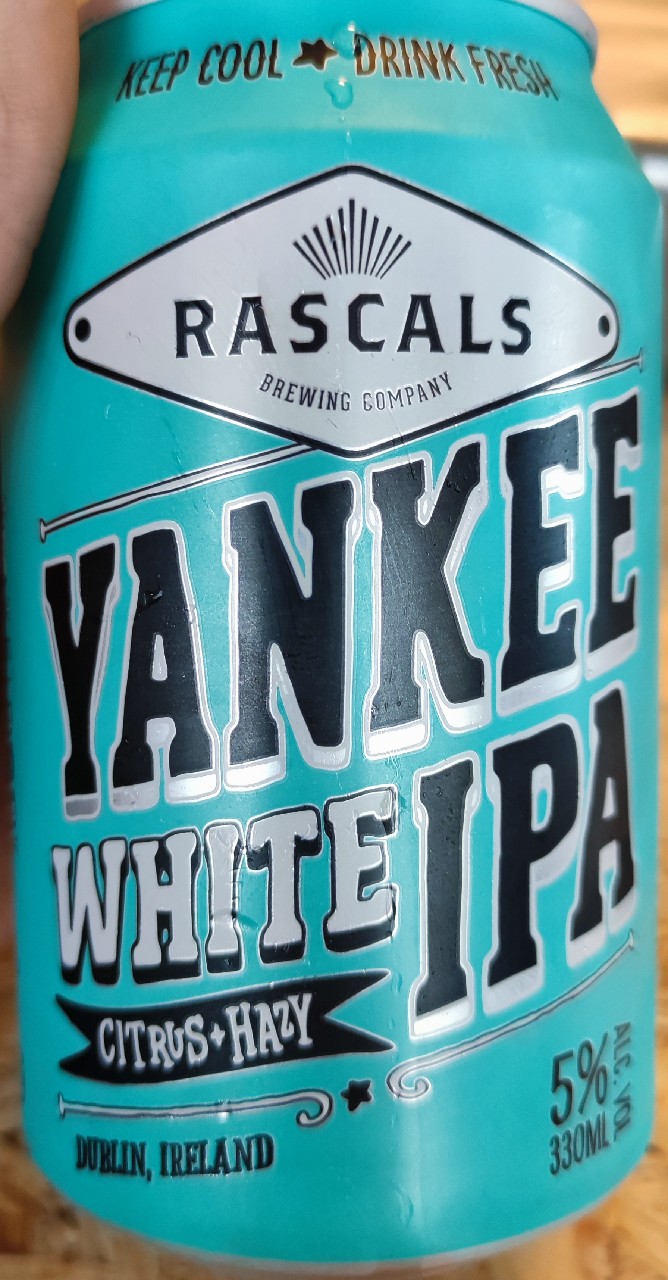 KEEP COOL ★ DRINK FRESH
RASCALS
BREWING COMPANY
YANKEE
WHITE IPA
CITRUS + HAZY
DUBLIN, IRELAND
5% ALC. VOL
330ML